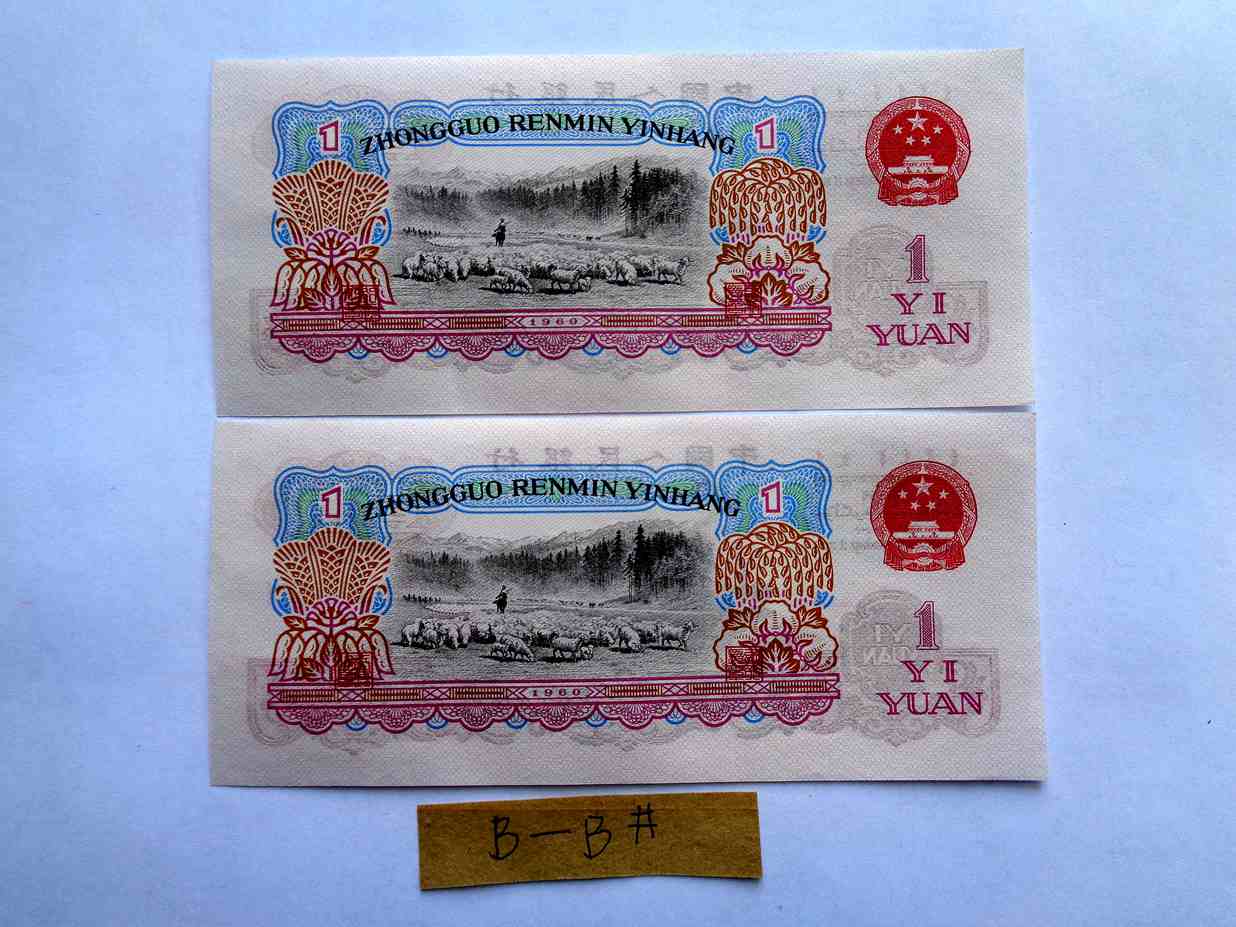 1 ZHONGGUO RENMIN YINHANG 1
1
YI
YUAN
1960
1 ZHONGGUO RENMIN YINHANG 1
1
YI
YUAN
1960
B—B#